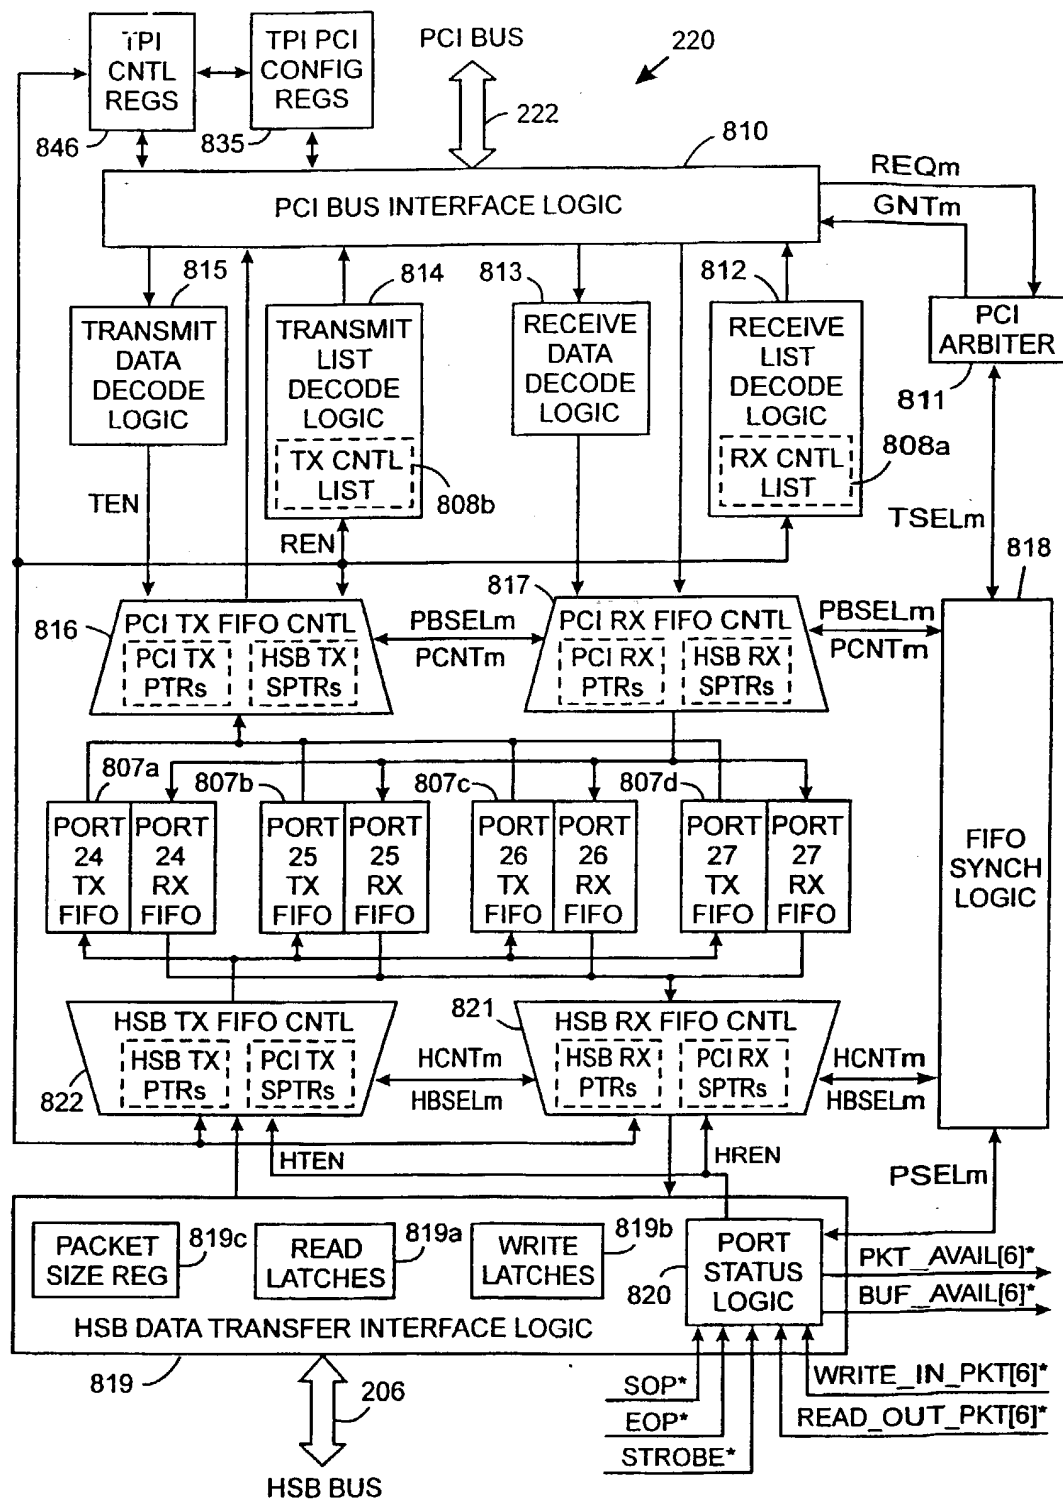 TPI
CNTL
REGS
846
TPI PCI
CONFIG
REGS
835
PCI BUS
222
220
PCI BUS INTERFACE LOGIC
810
REQm
GNTm
PCI
ARBITER
811
815
TRANSMIT
DATA
DECODE
LOGIC
814
TRANSMIT
LIST
DECODE
LOGIC
TX CNTL
LIST
808b
813
RECEIVE
DATA
DECODE
LOGIC
812
RECEIVE
LIST
DECODE
LOGIC
RX CNTL
LIST
808a
TEN
REN
TSELm
818
816
PCI TX FIFO CNTL
PCI TX
PTRs
HSB TX
SPTRs
PBSELm
PCNTm
817
PCI RX FIFO CNTL
PCI RX
PTRs
HSB RX
SPTRs
PBSELm
PCNTm
807a
807b
807c
807d
PORT
24
TX
FIFO
PORT
24
RX
FIFO
PORT
25
TX
FIFO
PORT
25
RX
FIFO
PORT
26
TX
FIFO
PORT
26
RX
FIFO
PORT
27
TX
FIFO
PORT
27
RX
FIFO
FIFO
SYNCH
LOGIC
HSB TX FIFO CNTL
HSB TX
PTRs
PCI TX
SPTRs
822
HCNTm
HBSELm
821
HSB RX FIFO CNTL
HSB RX
PTRs
PCI RX
SPTRs
HCNTm
HBSELm
HTEN
HREN
PSELm
PACKET
SIZE REG
819c
READ
LATCHES
819a
WRITE
LATCHES
819b
820
PORT
STATUS
LOGIC
HSB DATA TRANSFER INTERFACE LOGIC
819
PKT_AVAIL[6]*
BUF_AVAIL[6]*
WRITE_IN_PKT[6]*
READ_OUT_PKT[6]*
SOP*
EOP*
STROBE*
206
HSB BUS